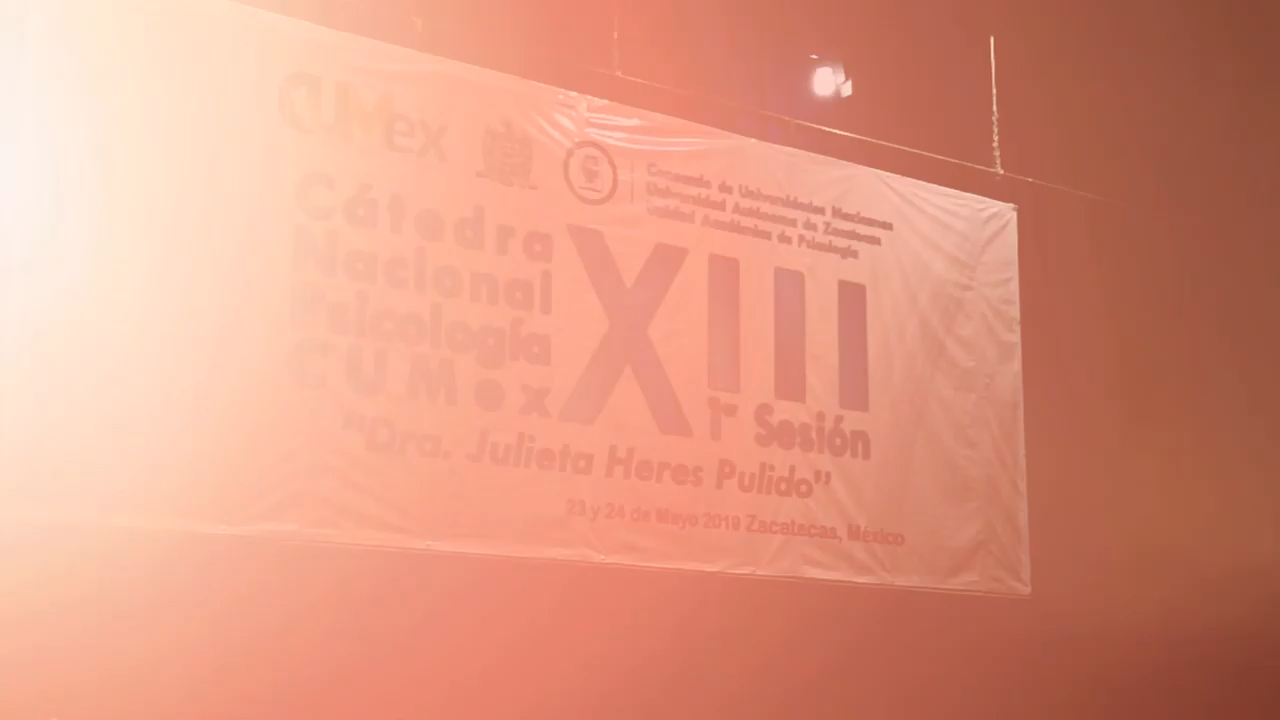 CUMex
Consorcio de Universidades Mexicanas
Universidad Autónoma de Zacatecas
Unidad Académica de Psicología
Cátedra
Nacional
Psicología
CUMex
XIII
1ª Sesión
"Dra. Julieta Heres Pulido"
23 y 24 de Mayo 2019 Zacatecas, México